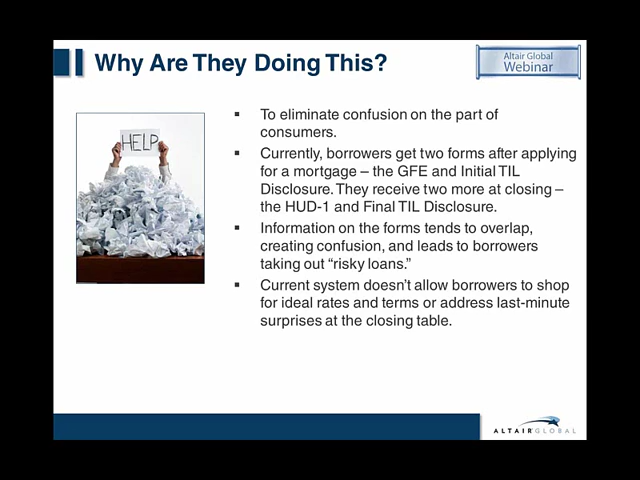 Why Are They Doing This?
Altair Global
Webinar
HELP
▪ To eliminate confusion on the part of
consumers.
▪ Currently, borrowers get two forms after applying
for a mortgage – the GFE and Initial TIL
Disclosure. They receive two more at closing –
the HUD-1 and Final TIL Disclosure.
▪ Information on the forms tends to overlap,
creating confusion, and leads to borrowers
taking out “risky loans.”
▪ Current system doesn’t allow borrowers to shop
for ideal rates and terms or address last-minute
surprises at the closing table.
ALTAIR GLOBAL